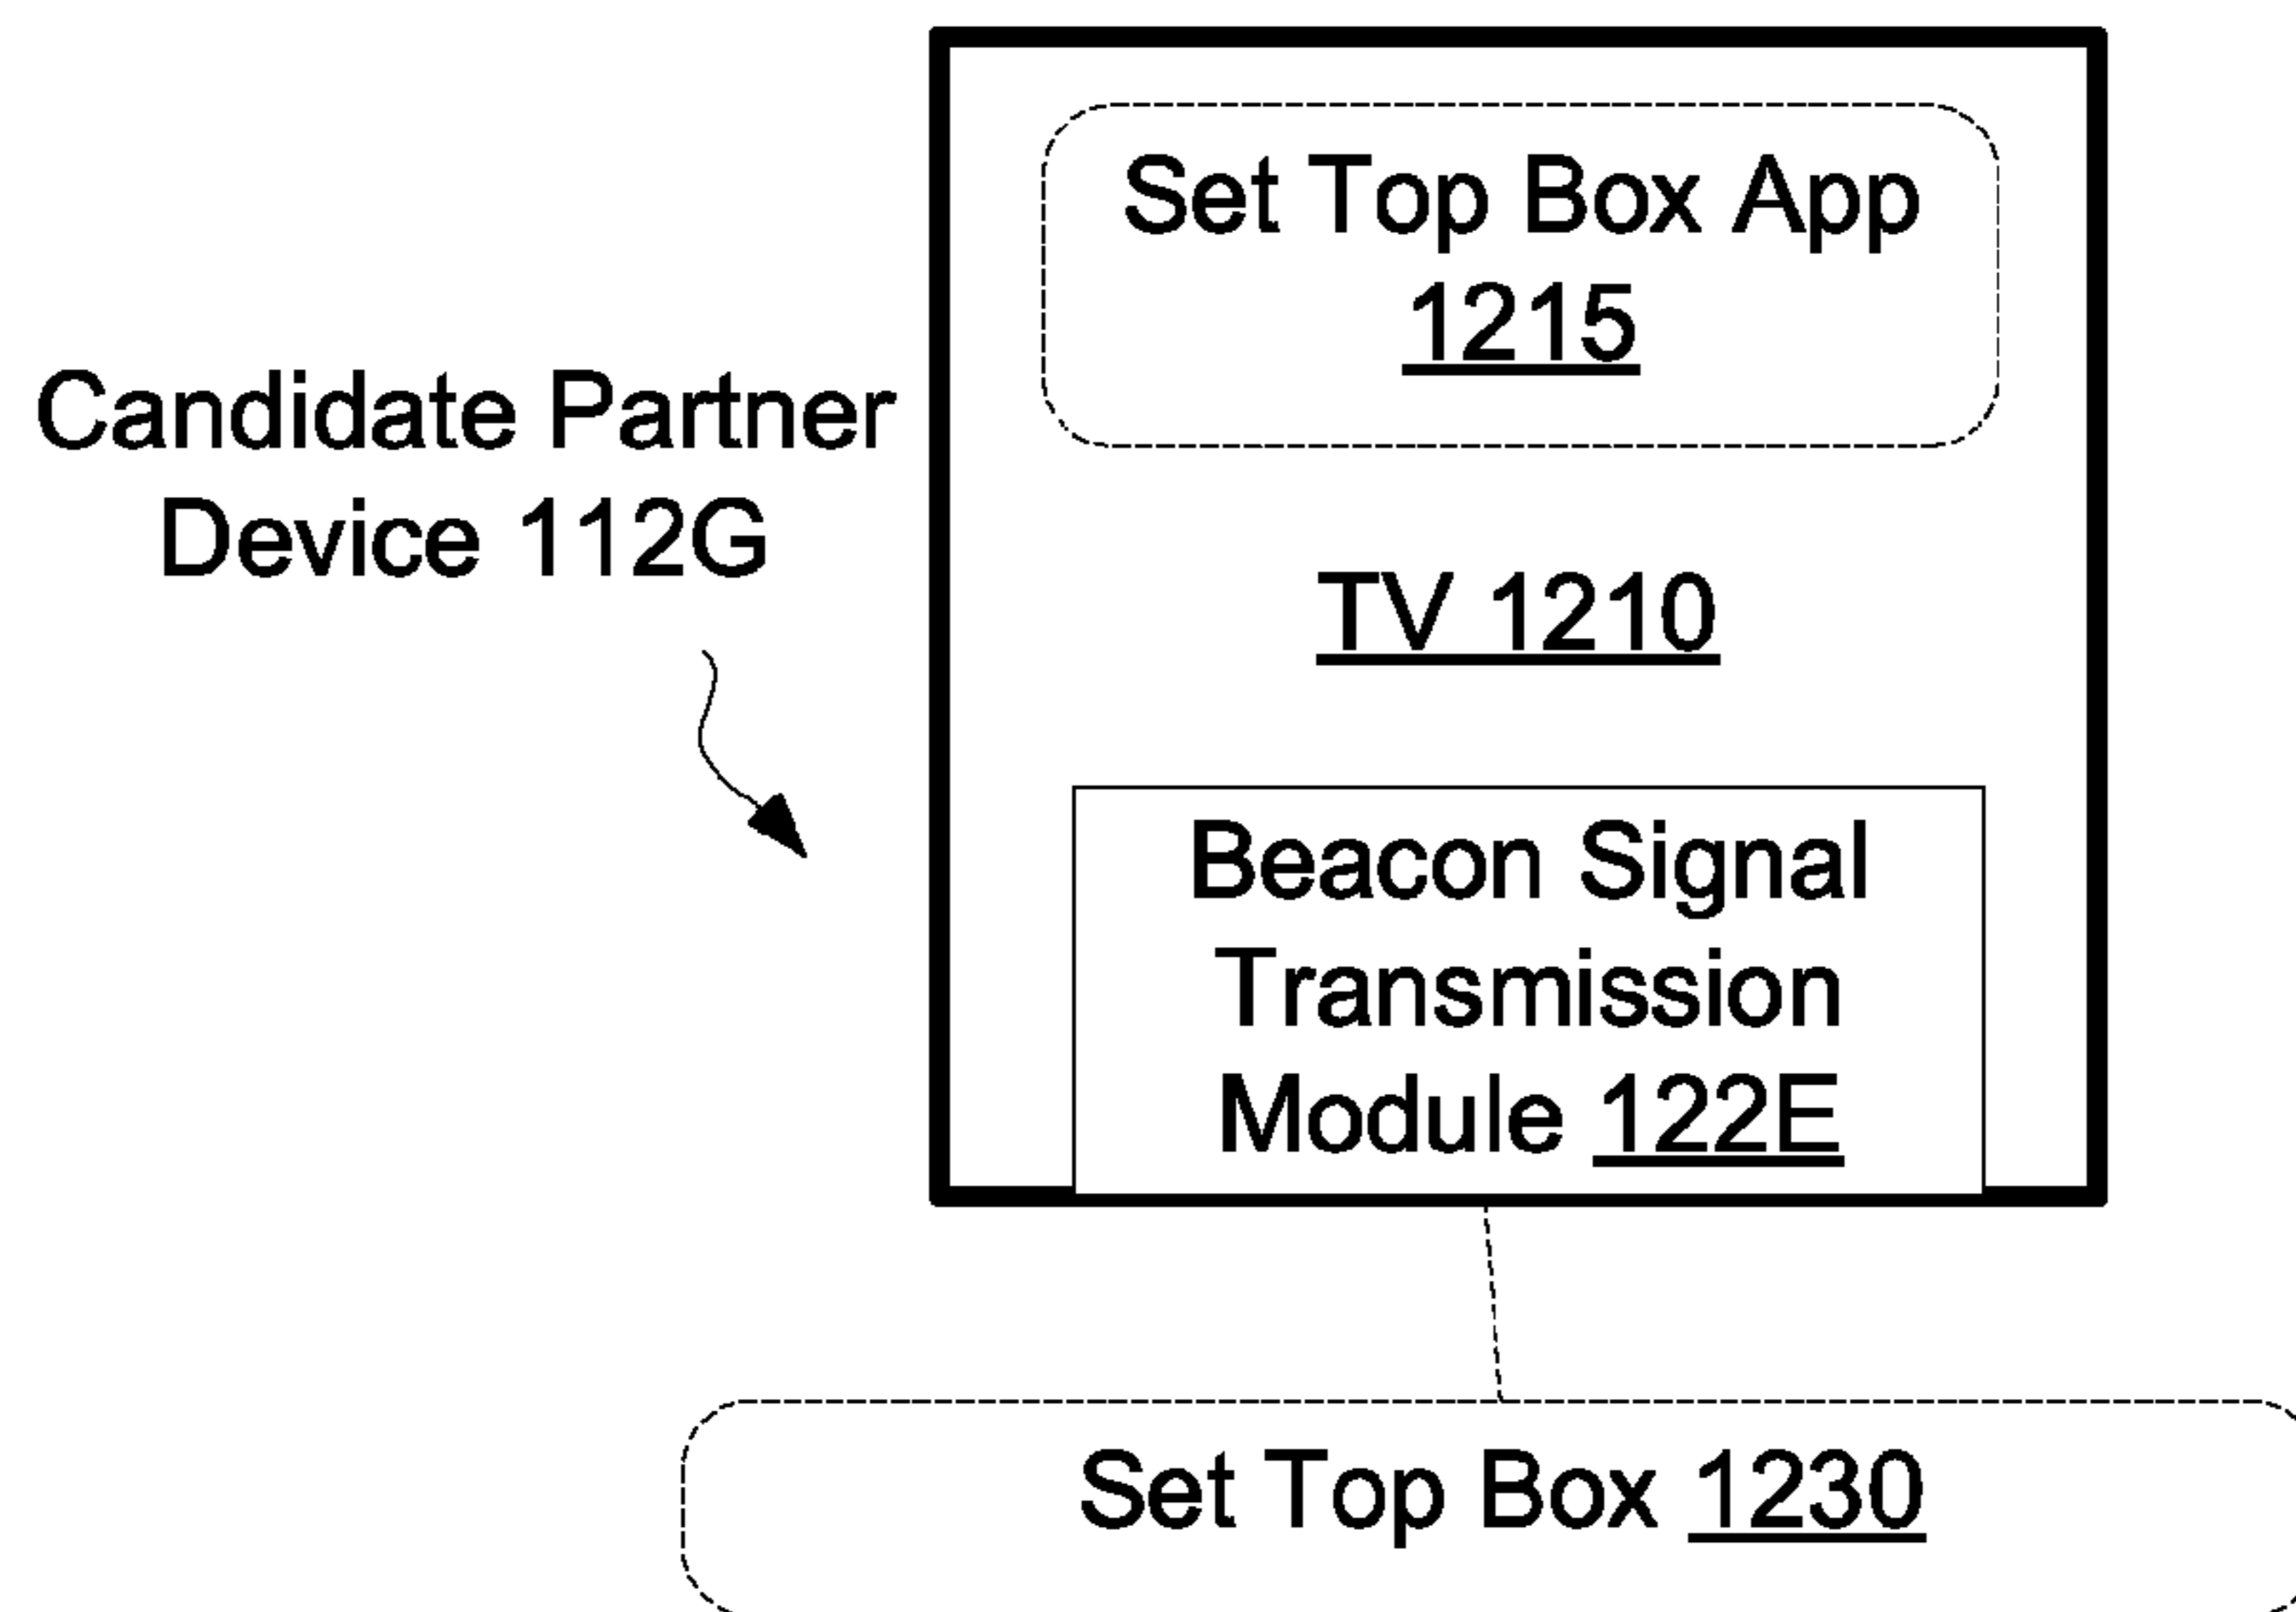 Set Top Box App
1215
Candidate Partner
Device 112G
TV 1210
Beacon Signal
Transmission
Module 122E
Set Top Box 1230